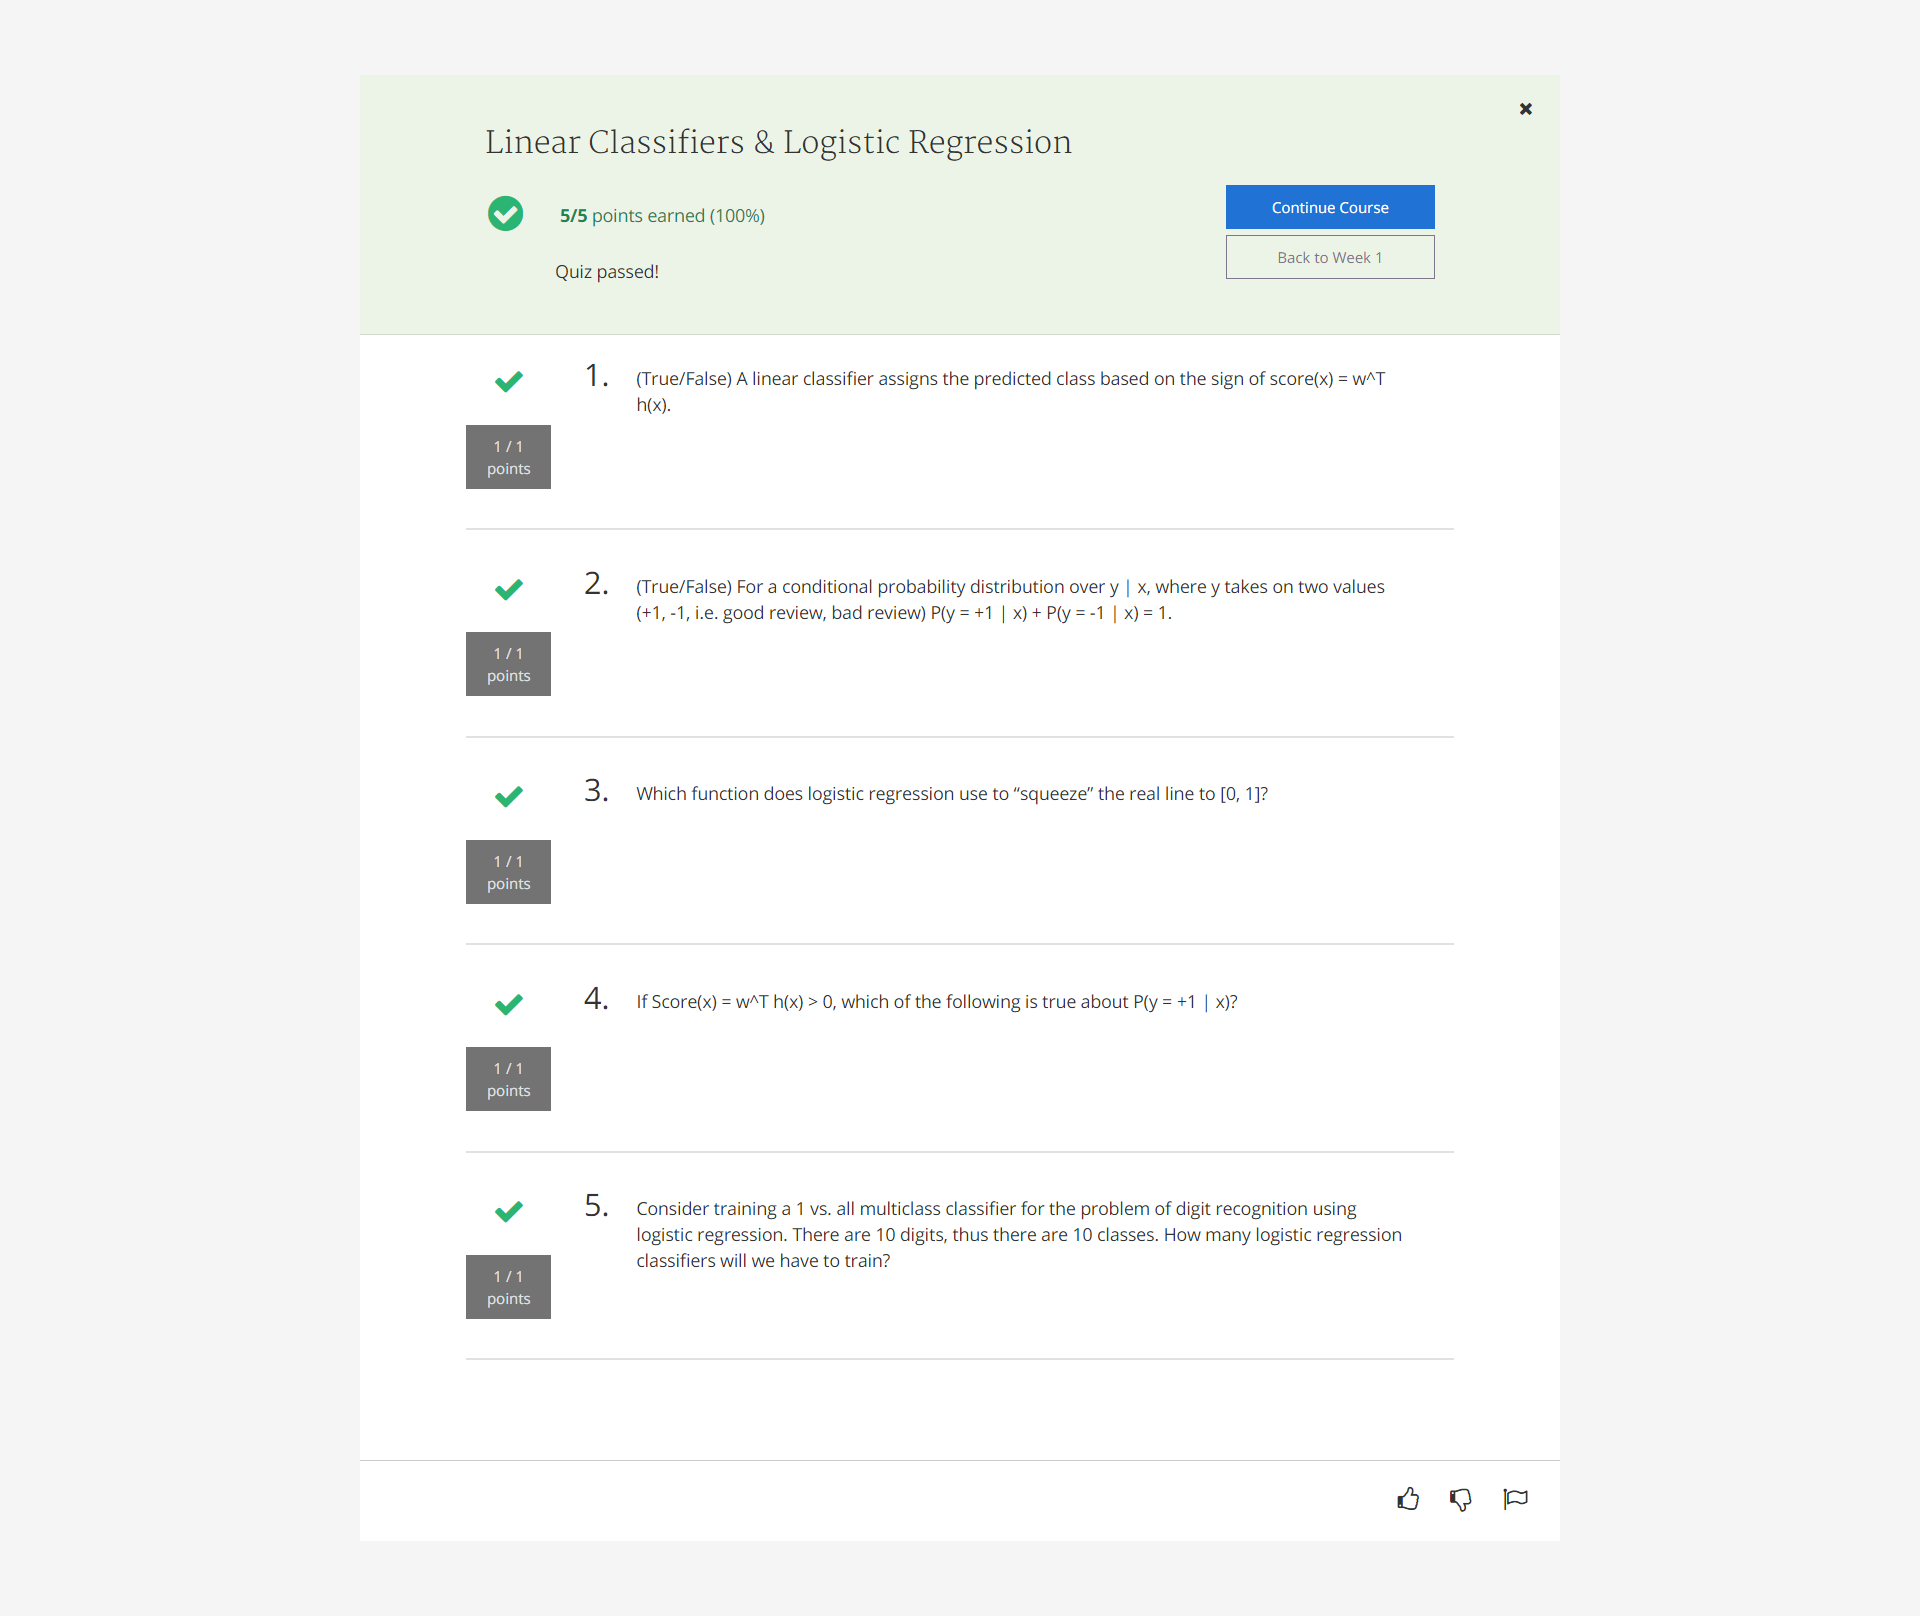 Linear Classifiers & Logistic Regression
5/5 points earned (100%)
Quiz passed!
Continue Course
Back to Week 1
1.
(True/False) A linear classifier assigns the predicted class based on the sign of score(x) = w^T
h(x).
1 / 1
points
2.
(True/False) For a conditional probability distribution over y | x, where y takes on two values
(+1, -1, i.e. good review, bad review) P(y = +1 | x) + P(y = -1 | x) = 1.
1 / 1
points
3.
Which function does logistic regression use to “squeeze” the real line to [0, 1]?
1 / 1
points
4.
If Score(x) = w^T h(x) > 0, which of the following is true about P(y = +1 | x)?
1 / 1
points
5.
Consider training a 1 vs. all multiclass classifier for the problem of digit recognition using
logistic regression. There are 10 digits, thus there are 10 classes. How many logistic regression
classifiers will we have to train?
1 / 1
points